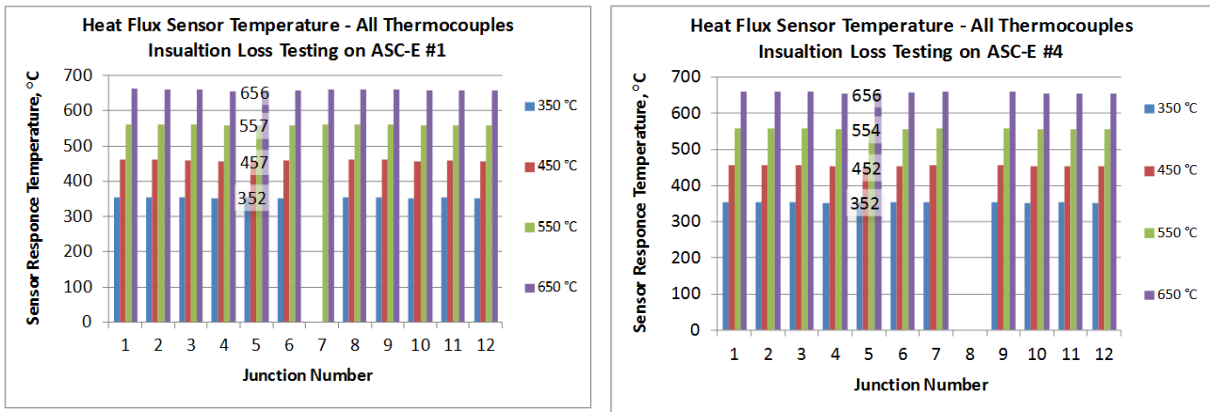 Heat Flux Sensor Temperature - All Thermocouples
Insualtion Loss Testing on ASC-E #1
Sensor Responce Temperature, °C
700
600
500
400
300
200
100
0
656
557
457
352
1 2 3 4 5 6 7 8 9 10 11 12
Junction Number
350 °C
450 °C
550 °C
650 °C
Heat Flux Sensor Temperature - All Thermocouples
Insualtion Loss Testing on ASC-E #4
Sensor Responce Temperature, °C
700
600
500
400
300
200
100
0
656
554
452
352
1 2 3 4 5 6 7 8 9 10 11 12
Junction Number
350 °C
450 °C
550 °C
650 °C